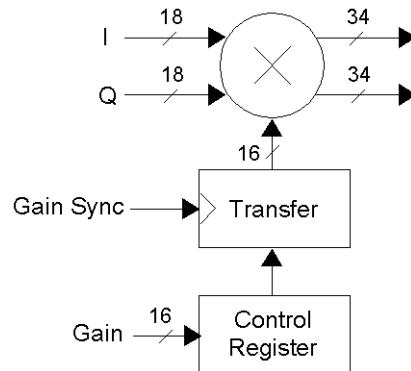 18
34
I
18
34
Q
16
Gain Sync
Transfer
16
Gain
Control
Register